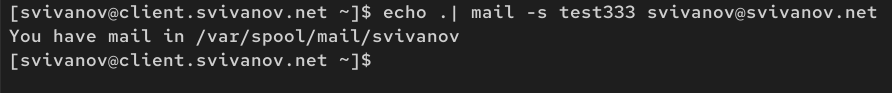 [svivanov@client.svivanov.net ~]$ echo .| mail -s test333 svivanov@svivanov.net
You have mail in /var/spool/mail/svivanov
[svivanov@client.svivanov.net ~]$